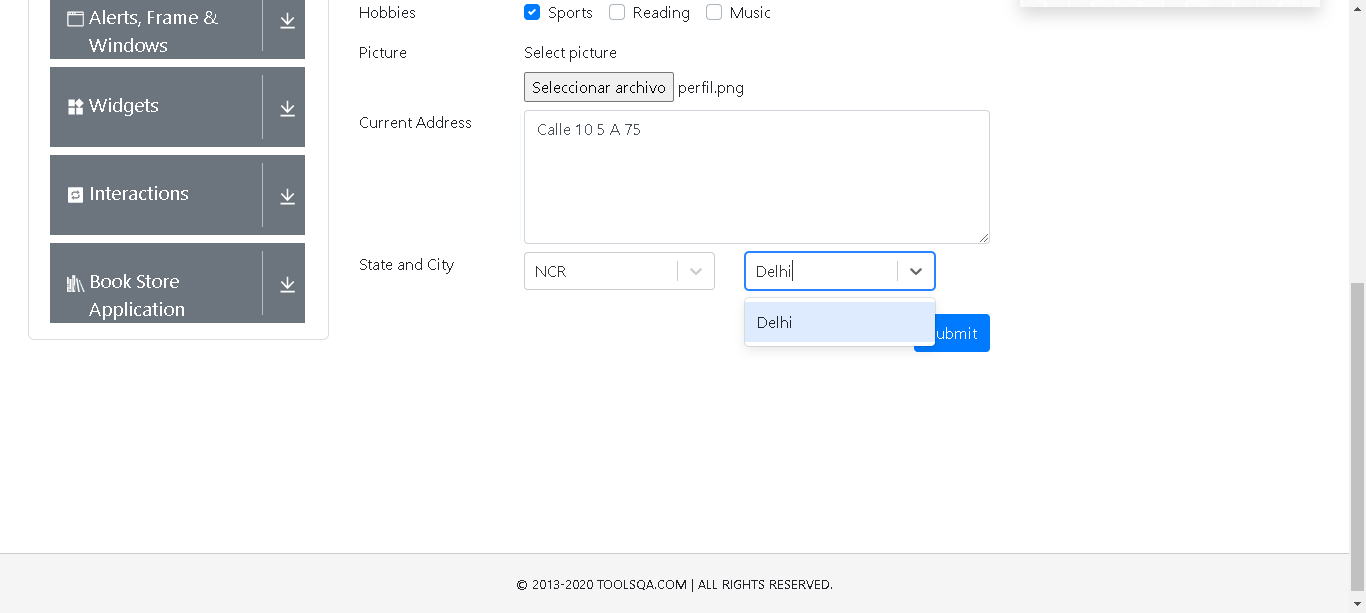 Alerts, Frame &
Windows
Widgets
Interactions
Book Store
Application
Hobbies
Sports Reading Music
Picture
Select picture
Seleccionar archivo perfil.png
Current Address
Calle 10 5 A 75
State and City
NCR
Delhi
Delhi
ubmit
© 2013-2020 TOOLSQA.COM | ALL RIGHTS RESERVED.